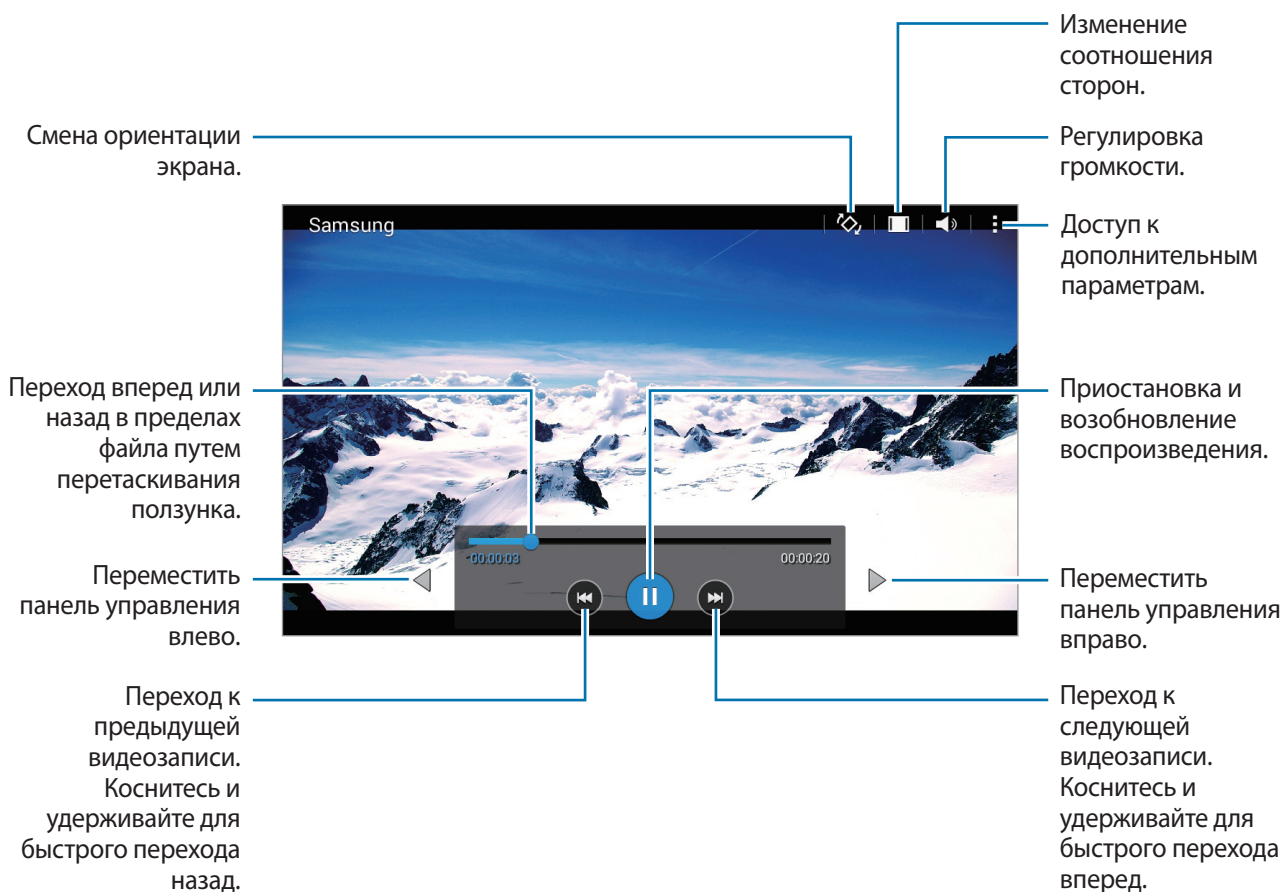 Изменение
соотношения
сторон.
Смена ориентации
экрана.
Регулировка
громкости.
Samsung
Доступ к
дополнительным
параметрам.
Переход вперед или
назад в пределах
файла путем
перетаскивания
ползунка.
Приостановка и
возобновление
воспроизведения.
00:00:03
00:00:20
Переместить
панель управления
влево.
Переместить
панель управления
вправо.
Переход к
предыдущей
видеозаписи.
Коснитесь и
удерживайте для
быстрого перехода
назад.
Переход к
следующей
видеозаписи.
Коснитесь и
удерживайте для
быстрого перехода
вперед.